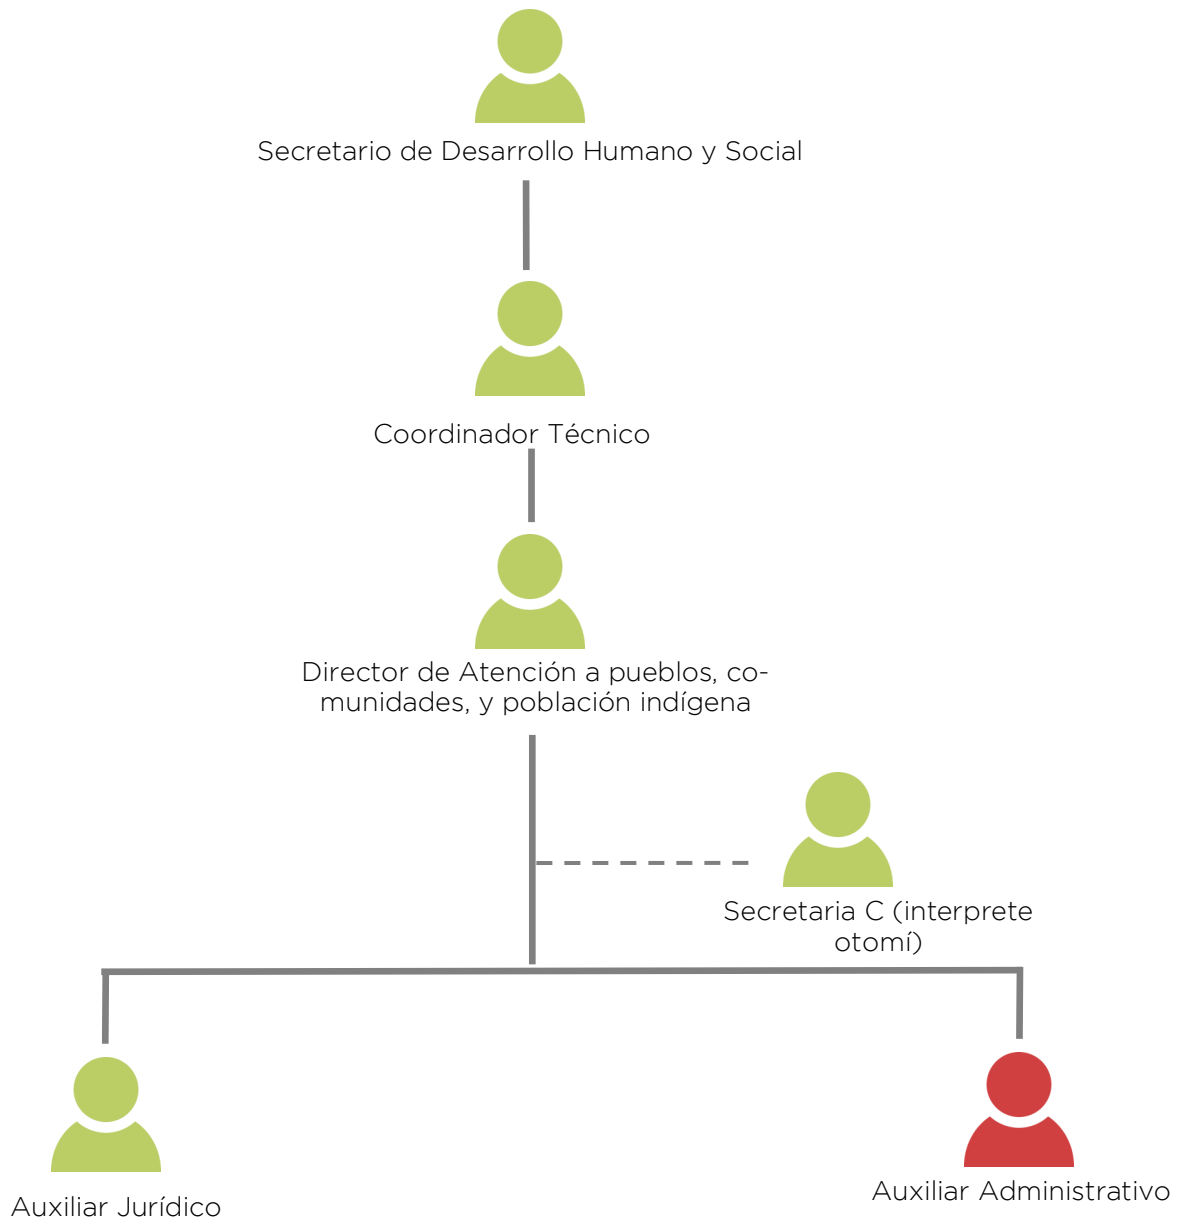 Secretario de Desarrollo Humano y Social
Coordinador Técnico
Director de Atención a pueblos, co-
munidades, y población indígena
Secretaria C (interprete
otomí)
Auxiliar Jurídico
Auxiliar Administrativo